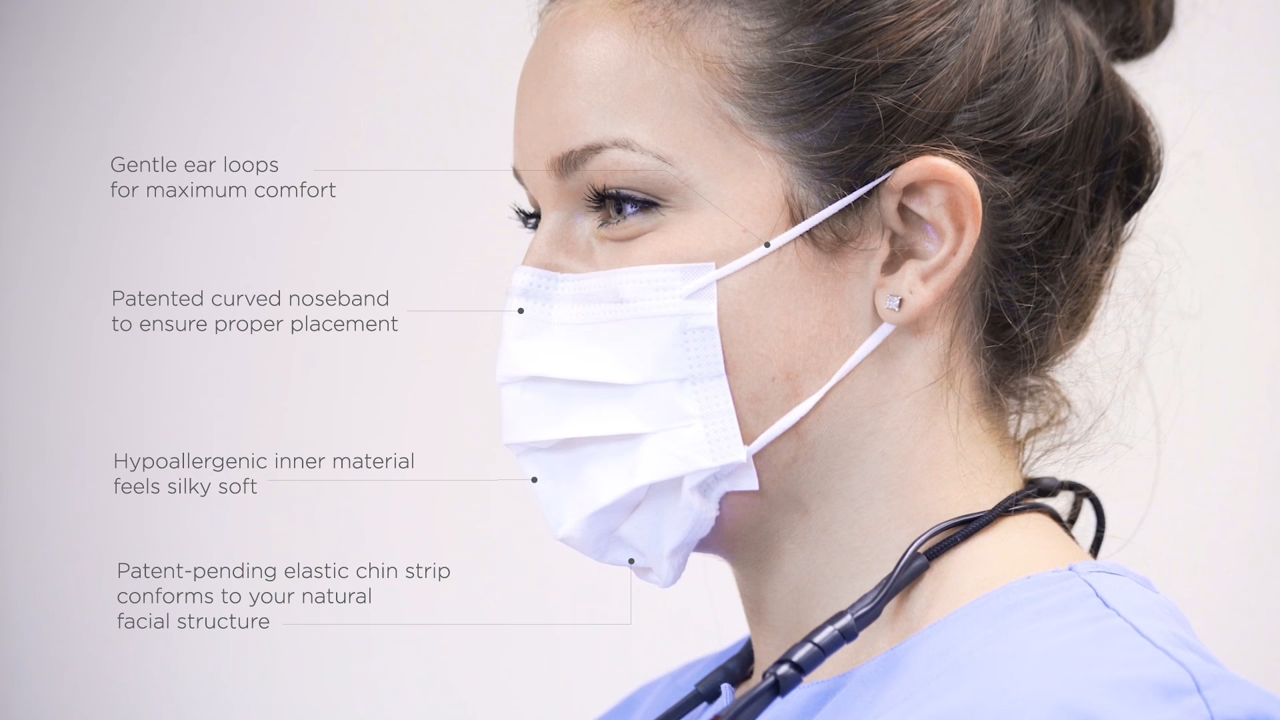 Gentle ear loops
for maximum comfort
Patented curved noseband
to ensure proper placement
Hypoallergenic inner material
feels silky soft
Patent-pending elastic chin strip
conforms to your natural
facial structure